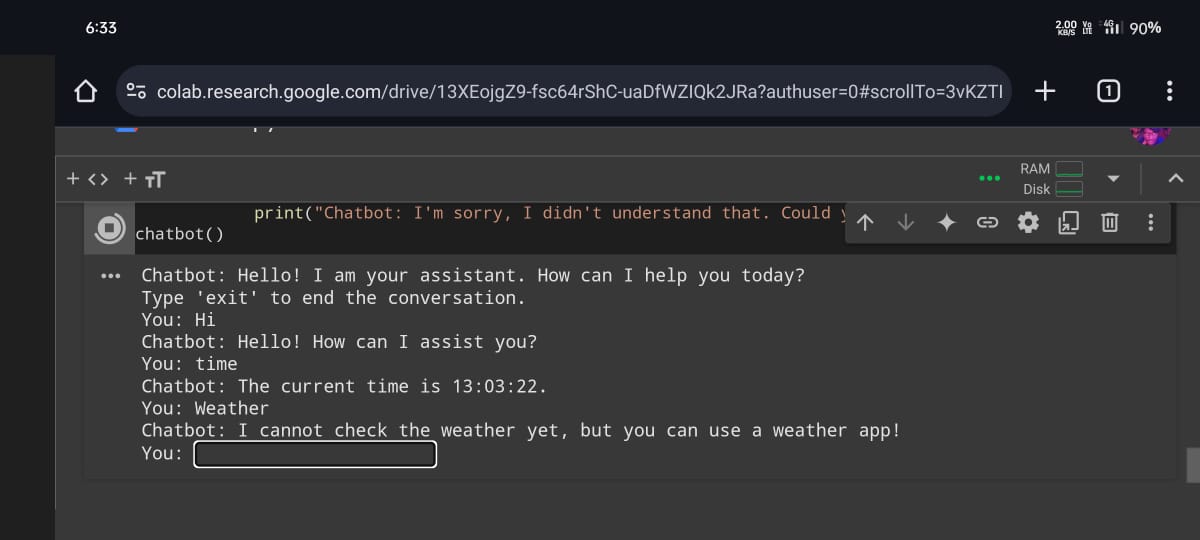 6:33
2.00 KB/S Vo LTE 4G 90%
colab.research.google.com/drive/13XEojgZ9-fsc64rShC-uaDfWZIQk2JRa?authuser=0#scrollTo=3vKZTI
1
+ <> + TT
RAM
Disk
print("Chatbot: I'm sorry, I didn't understand that. Could
chatbot()
Chatbot: Hello! I am your assistant. How can I help you today?
Type 'exit' to end the conversation.
You: Hi
Chatbot: Hello! How can I assist you?
You: time
Chatbot: The current time is 13:03:22.
You: Weather
Chatbot: I cannot check the weather yet, but you can use a weather app!
You: